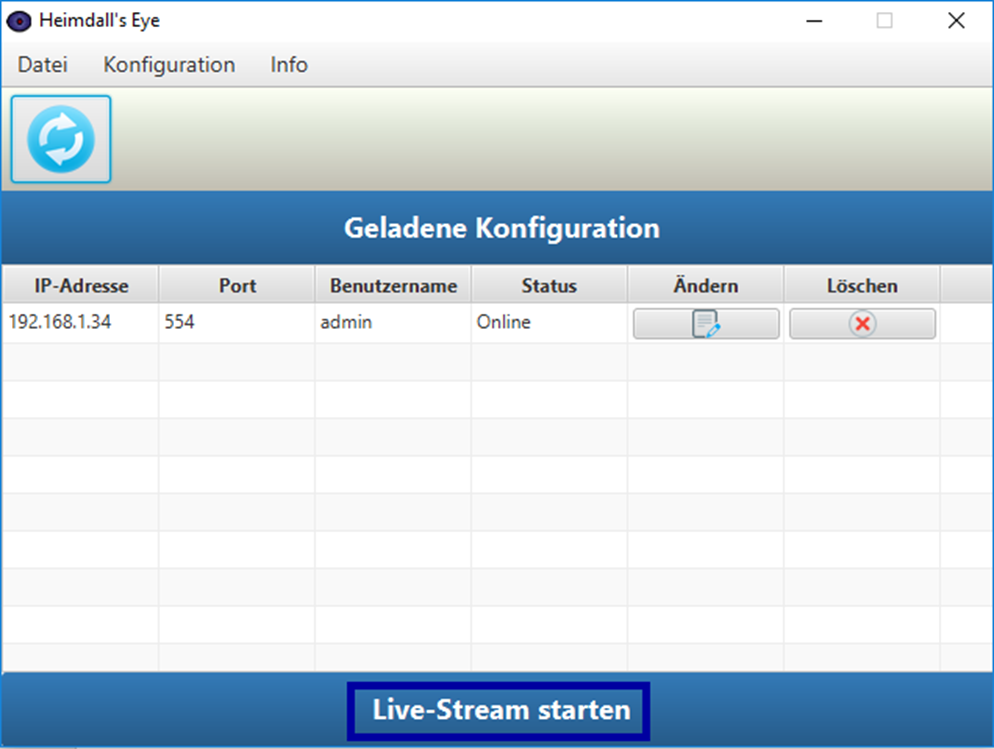 Heimdall's Eye
Datei Konfiguration Info
Geladene Konfiguration
IP-Adresse Port Benutzername Status Ändern Löschen
192.168.1.34 554 admin Online
Live-Stream starten